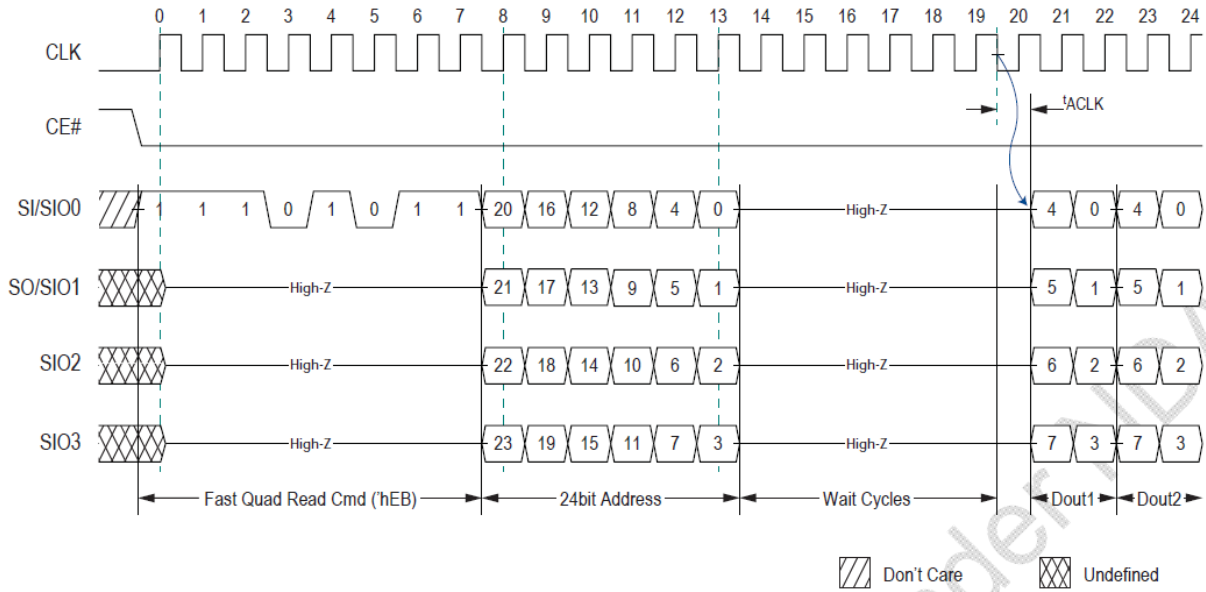 0 1 2 3 4 5 6 7 8 9 10 11 12 13 14 15 16 17 18 19 20 21 22 23 24
CLK
tACLK
CE#
SI/SIO0 1 1 1 0 1 0 1 1 20 16 12 8 4 0 High-Z 4 0 4 0
SO/SIO1 High-Z 21 17 13 9 5 1 High-Z 5 1 5 1
SIO2 High-Z 22 18 14 10 6 2 High-Z 6 2 6 2
SIO3 High-Z 23 19 15 11 7 3 High-Z 7 3 7 3
Fast Quad Read Cmd ('hEB) 24bit Address Wait Cycles Dout1 Dout2
Don't Care Undefined